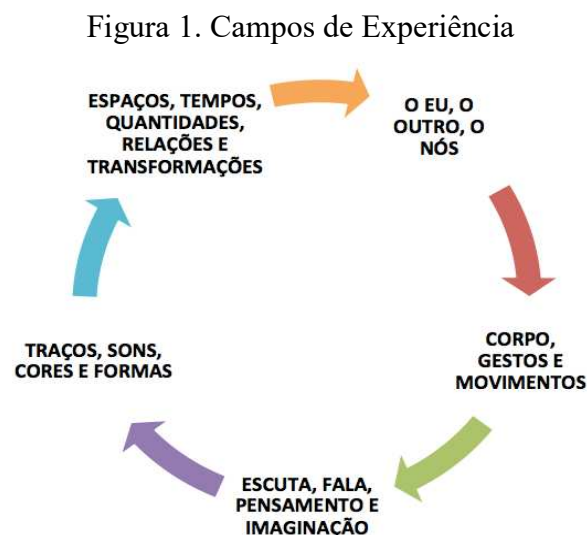 Figura 1. Campos de Experiência
ESPAÇOS, TEMPOS,
QUANTIDADES,
RELAÇÕES E
TRANSFORMAÇÕES
O EU, O
OUTRO, O
NÓS
CORPO,
GESTOS E
MOVIMENTOS
ESCUTA, FALA,
PENSAMENTO E
IMAGINAÇÃO
TRAÇOS, SONS,
CORES E FORMAS